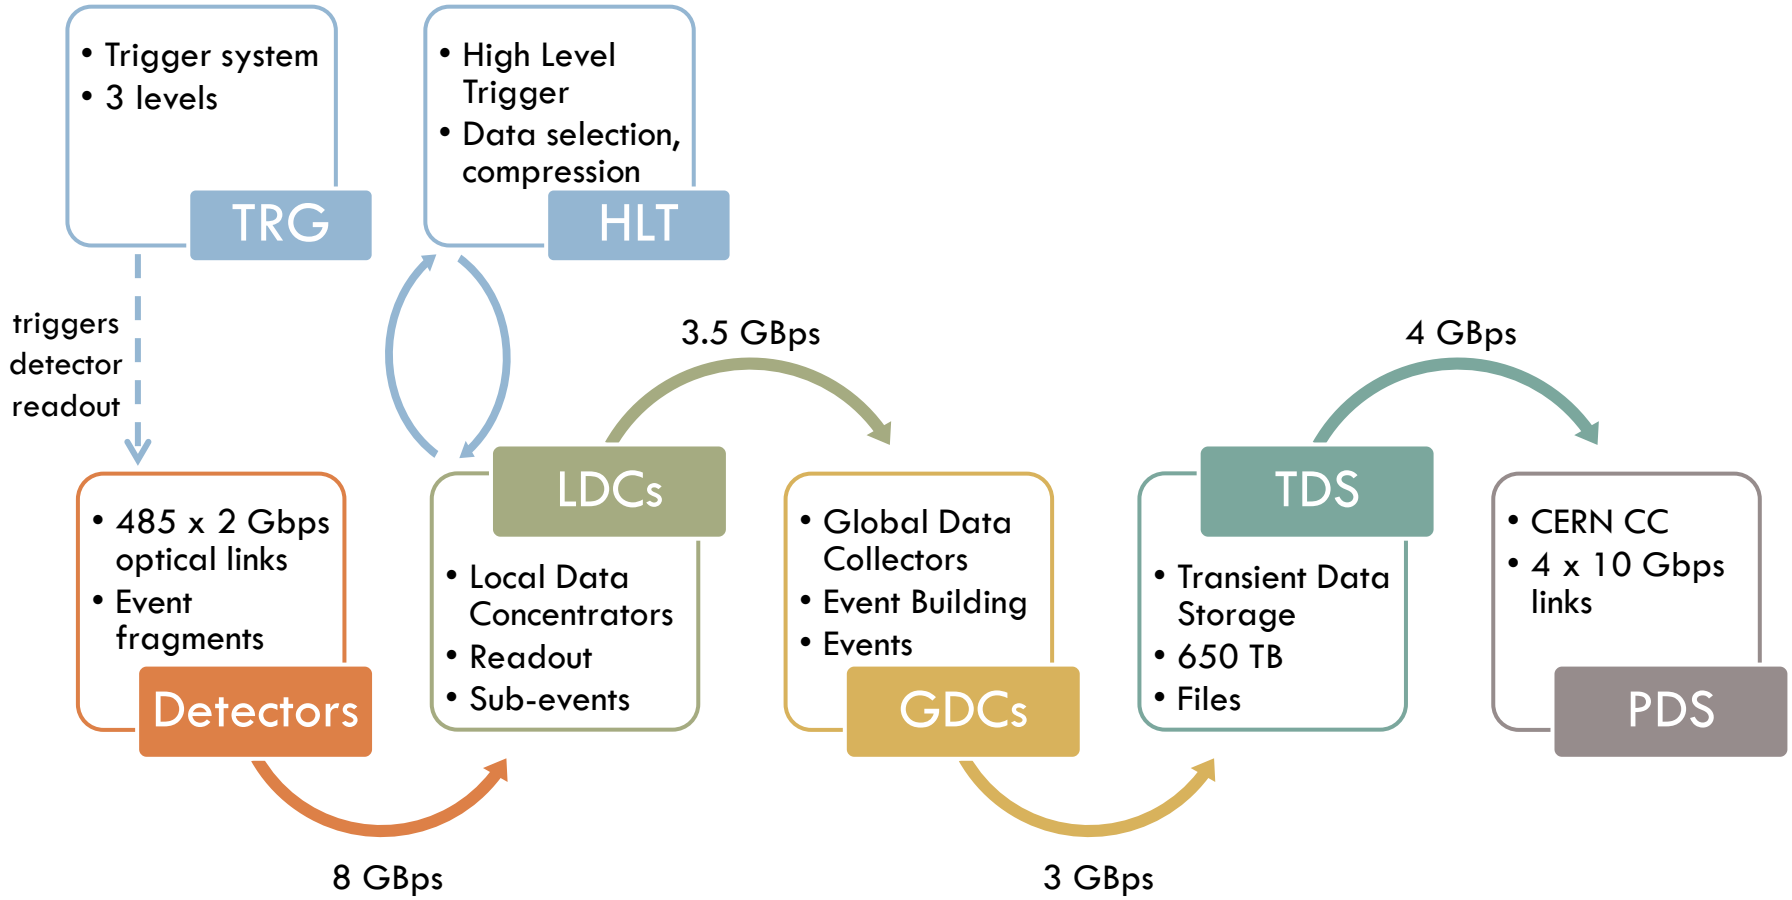 • Trigger system
• 3 levels
TRG
• High Level
Trigger
• Data selection,
compression
HLT
triggers
detector
readout
3.5 GBps
4 GBps
• 485 x 2 Gbps
optical links
• Event
fragments
Detectors
LDCs
• Local Data
Concentrators
• Readout
• Sub-events
• Global Data
Collectors
• Event Building
• Events
GDCs
TDS
• Transient Data
Storage
• 650 TB
• Files
• CERN CC
• 4 x 10 Gbps
links
PDS
8 GBps
3 GBps